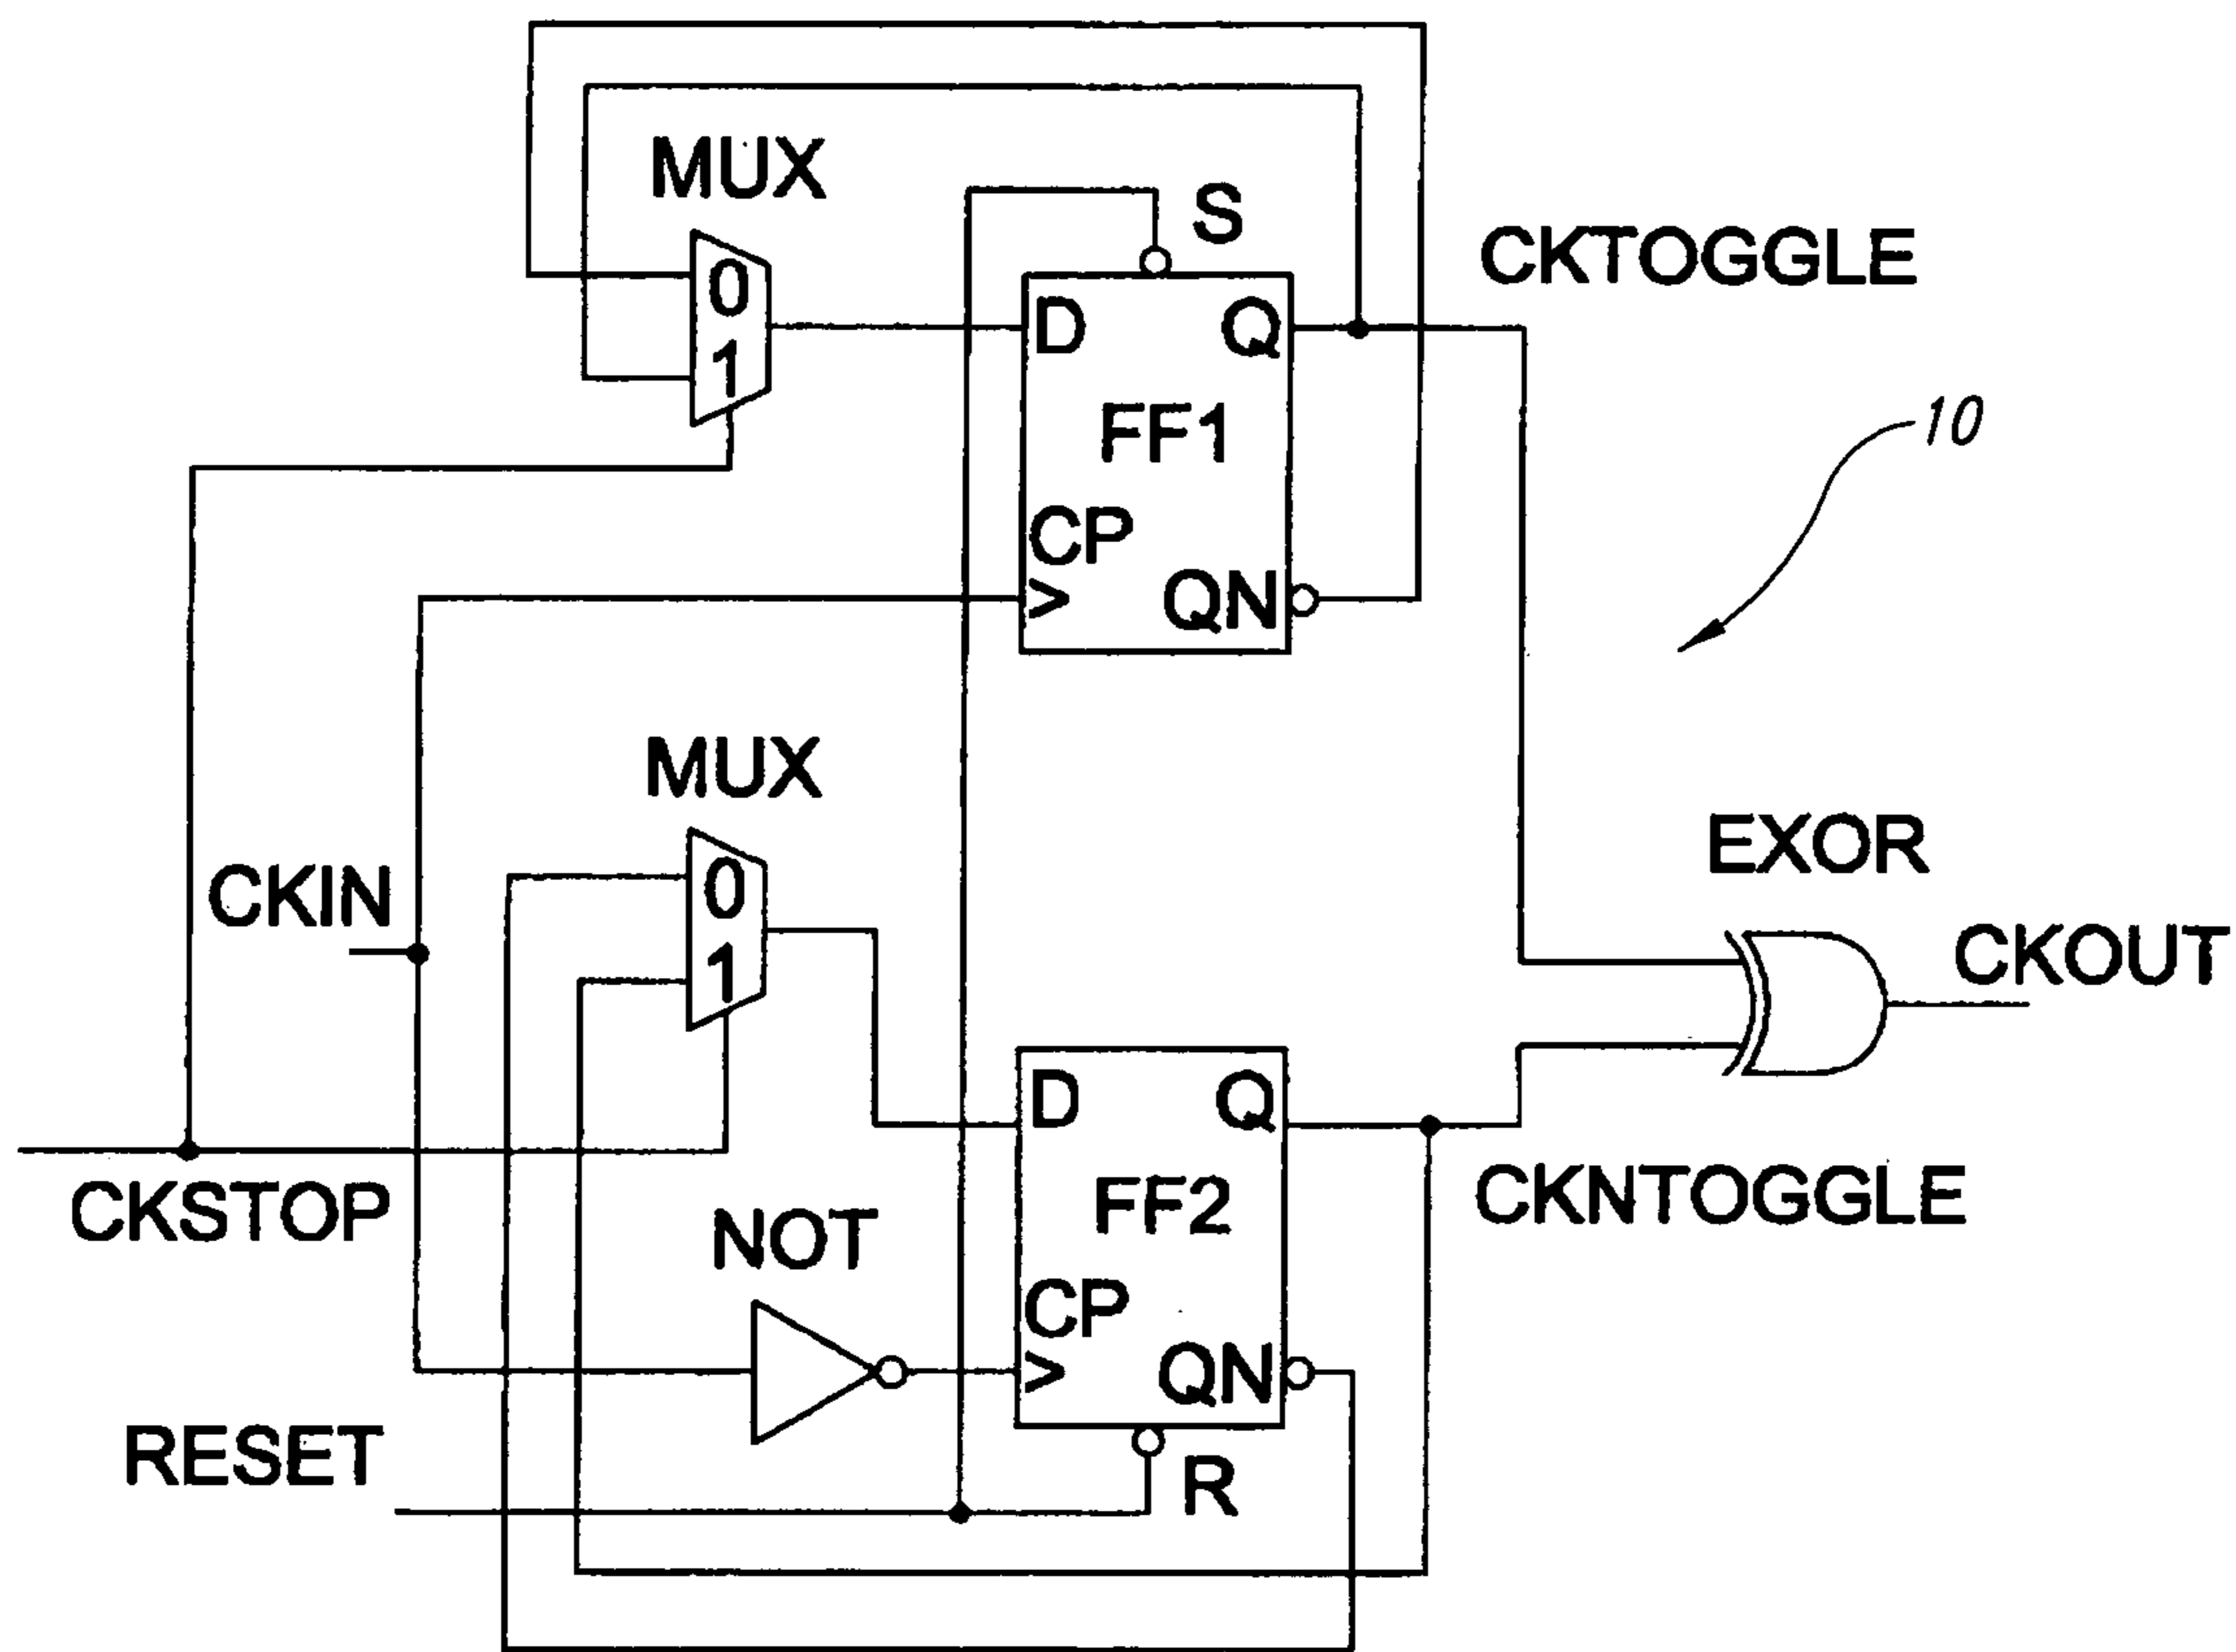 MUX
S
CKTOGGLE
0
1
D
Q
FF1
CP
>
QN
10
MUX
EXOR
CKIN
0
1
CKOUT
D
Q
FF2
CKSTOP
NOT
CKNTOGGLE
CP
>
QN
RESET
R